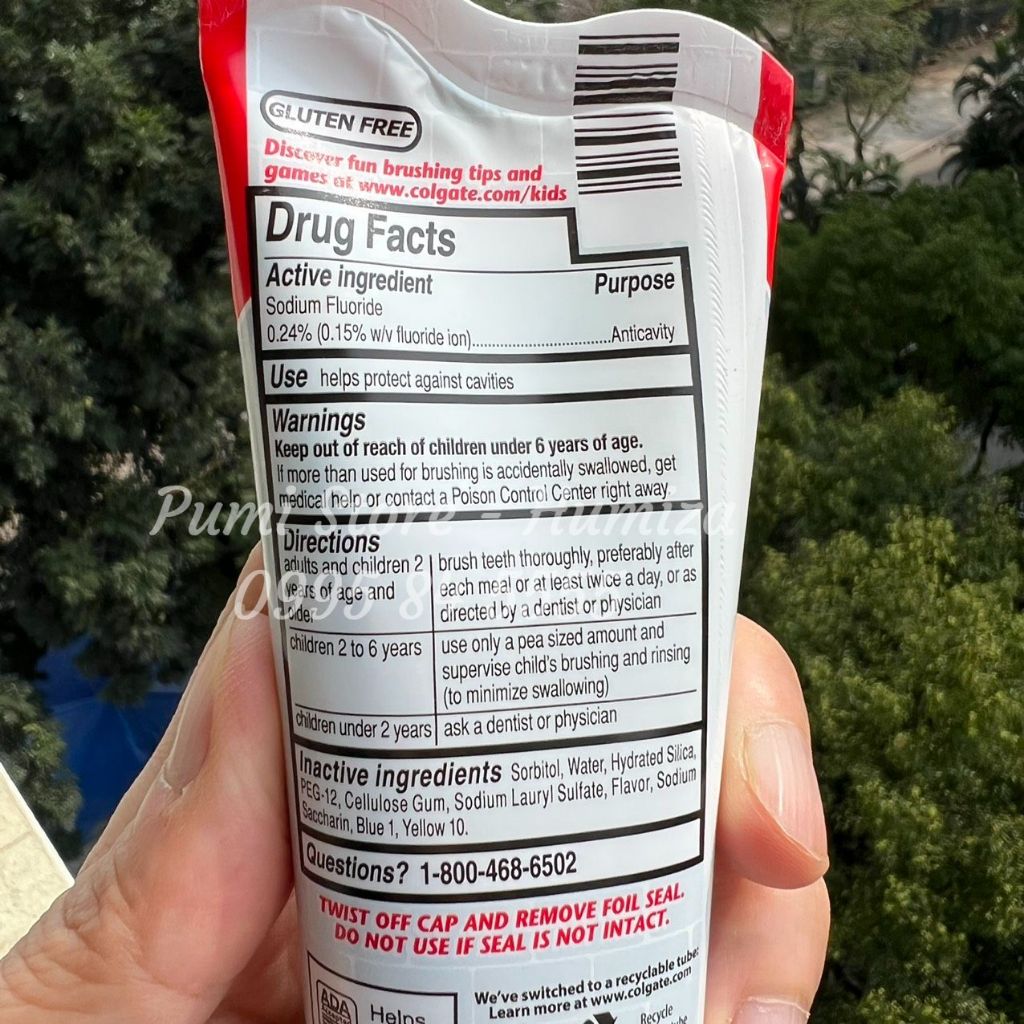 GLUTEN FREE
Discover fun brushing tips and
games at www.colgate.com/kids
Drug Facts
Active ingredient Purpose
Sodium Fluoride
0.24% (0.15% w/v fluoride ion)....................................Anticavity
Use helps protect against cavities
Warnings
Keep out of reach of children under 6 years of age.
If more than used for brushing is accidentally swallowed, get
medical help or contact a Poison Control Center right away.
Pumi Store - Humiza
Directions
adults and children 2
years of age and
older
brush teeth thoroughly, preferably after
each meal or at least twice a day, or as
directed by a dentist or physician
0995
children 2 to 6 years
use only a pea sized amount and
supervise child's brushing and rinsing
(to minimize swallowing)
children under 2 years
ask a dentist or physician
Inactive ingredients Sorbitol, Water, Hydrated Silica,
PEG-12, Cellulose Gum, Sodium Lauryl Sulfate, Flavor, Sodium
Saccharin, Blue 1, Yellow 10.
Questions? 1-800-468-6502
TWIST OFF CAP AND REMOVE FOIL SEAL.
DO NOT USE IF SEAL IS NOT INTACT.
ADA
Helps
We've switched to a recyclable tube:
Learn more at www.colgate.com
Recycle